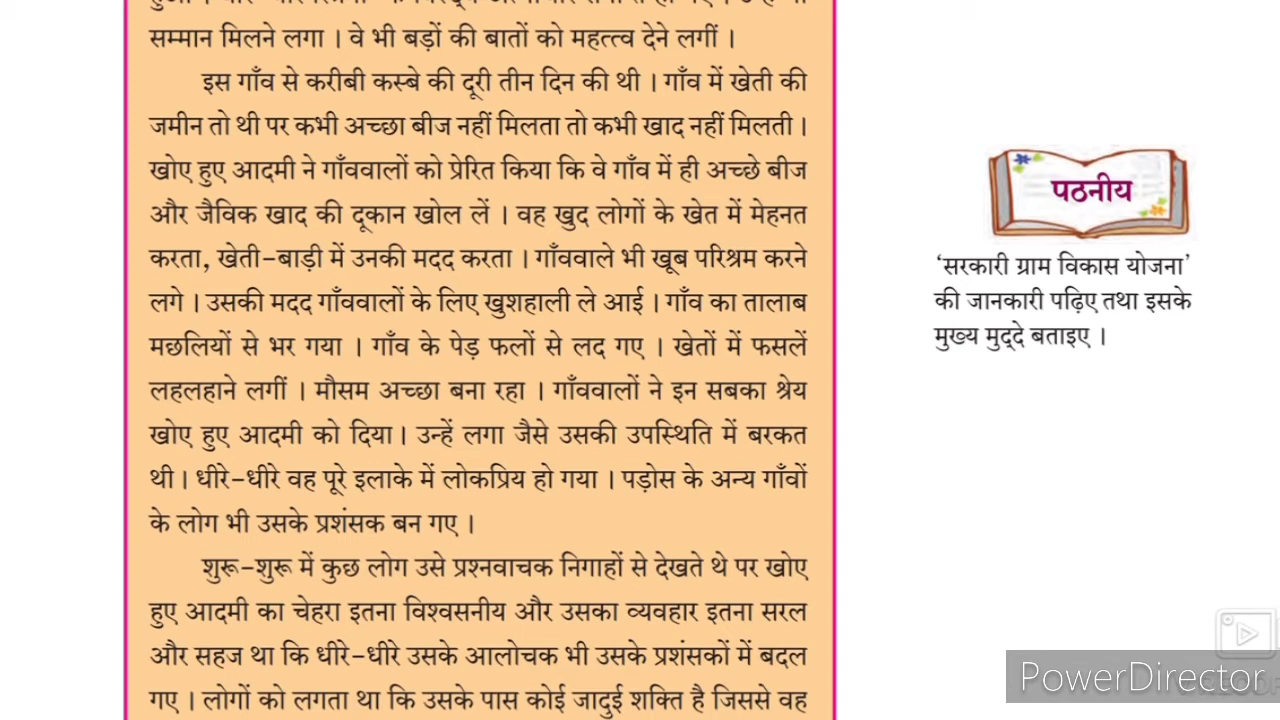 सम्मान मिलने लगा । वे भी बड़ों की बातों को महत्त्व देने लगीं ।
इस गाँव से करीबी कस्बे की दूरी तीन दिन की थी । गाँव में खेती की
जमीन तो थी पर कभी अच्छा बीज नहीं मिलता तो कभी खाद नहीं मिलती ।
खोए हुए आदमी ने गाँववालों को प्रेरित किया कि वे गाँव में ही अच्छे बीज
और जैविक खाद की दूकान खोल लें । वह खुद लोगों के खेत में मेहनत
करता, खेती-बाड़ी में उनकी मदद करता । गाँववाले भी खूब परिश्रम करने
लगे । उसकी मदद गाँववालों के लिए खुशहाली ले आई । गाँव का तालाब
मछलियों से भर गया । गाँव के पेड़ फलों से लद गए । खेतों में फसलें
लहलहाने लगीं । मौसम अच्छा बना रहा । गाँववालों ने इन सबका श्रेय
खोए हुए आदमी को दिया । उन्हें लगा जैसे उसकी उपस्थिति में बरकत
थी । धीरे-धीरे वह पूरे इलाके में लोकप्रिय हो गया । पड़ोस के अन्य गाँवों
के लोग भी उसके प्रशंसक बन गए ।
शुरू-शुरू में कुछ लोग उसे प्रश्नवाचक निगाहों से देखते थे पर खोए
हुए आदमी का चेहरा इतना विश्वसनीय और उसका व्यवहार इतना सरल
और सहज था कि धीरे-धीरे उसके आलोचक भी उसके प्रशंसकों में बदल
गए । लोगों को लगता था कि उसके पास कोई जादुई शक्ति है जिससे वह
पठनीय
‘सरकारी ग्राम विकास योजना’
की जानकारी पढ़िए तथा इसके
मुख्य मुद्‌दे बताइए ।
PowerDirector